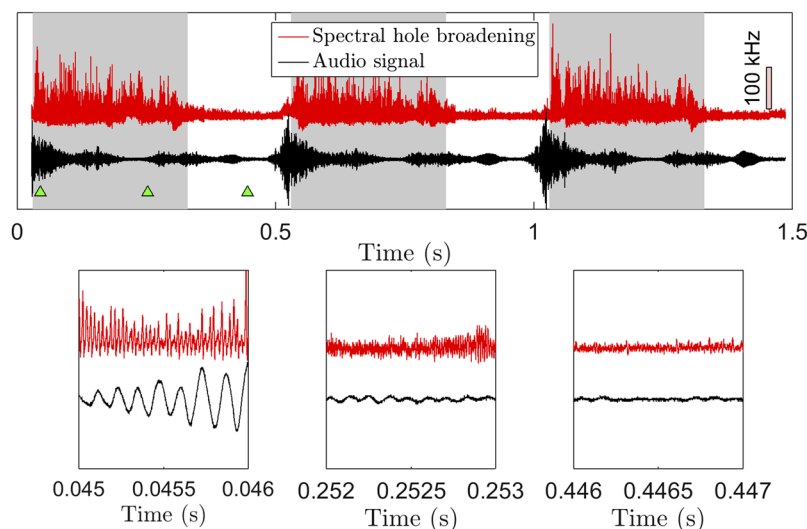 Spectral hole broadening
Audio signal
100 kHz
0 0.5 1 1.5
Time (s)
0.045 0.0455 0.046 0.252 0.2525 0.253 0.446 0.4465 0.447
Time (s) Time (s) Time (s)